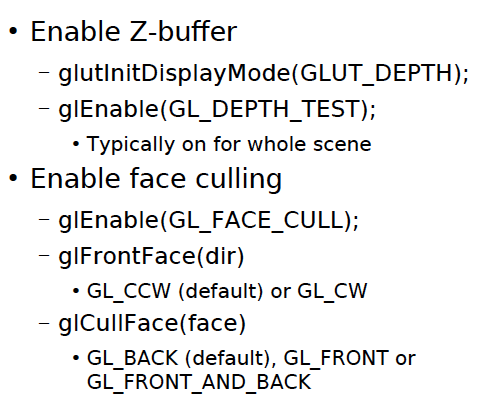 • Enable Z-buffer
– glutInitDisplayMode(GLUT_DEPTH);
– glEnable(GL_DEPTH_TEST);
• Typically on for whole scene
• Enable face culling
– glEnable(GL_FACE_CULL);
– glFrontFace(dir)
• GL_CCW (default) or GL_CW
– glCullFace(face)
• GL_BACK (default), GL_FRONT or
GL_FRONT_AND_BACK